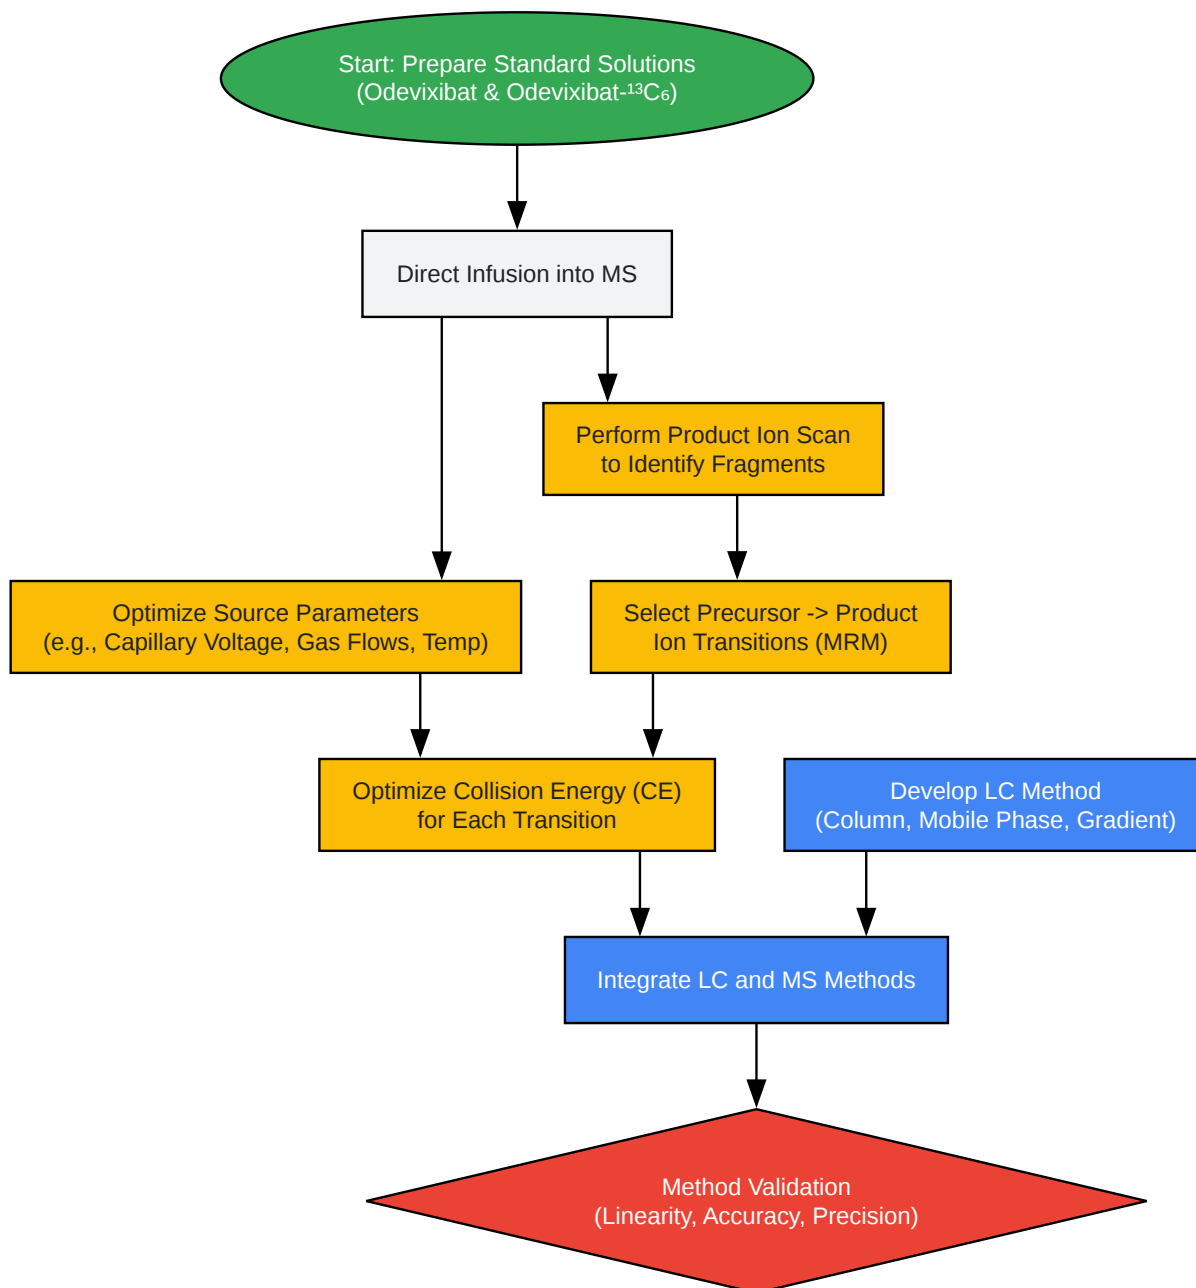 Start: Prepare Standard Solutions
(Odevixibat & Odevixibat-¹³C₆)
Direct Infusion into MS
Perform Product Ion Scan
to Identify Fragments
Optimize Source Parameters
(e.g., Capillary Voltage, Gas Flows, Temp)
Select Precursor -> Product
Ion Transitions (MRM)
Optimize Collision Energy (CE)
for Each Transition
Develop LC Method
(Column, Mobile Phase, Gradient)
Integrate LC and MS Methods
Method Validation
(Linearity, Accuracy, Precision)